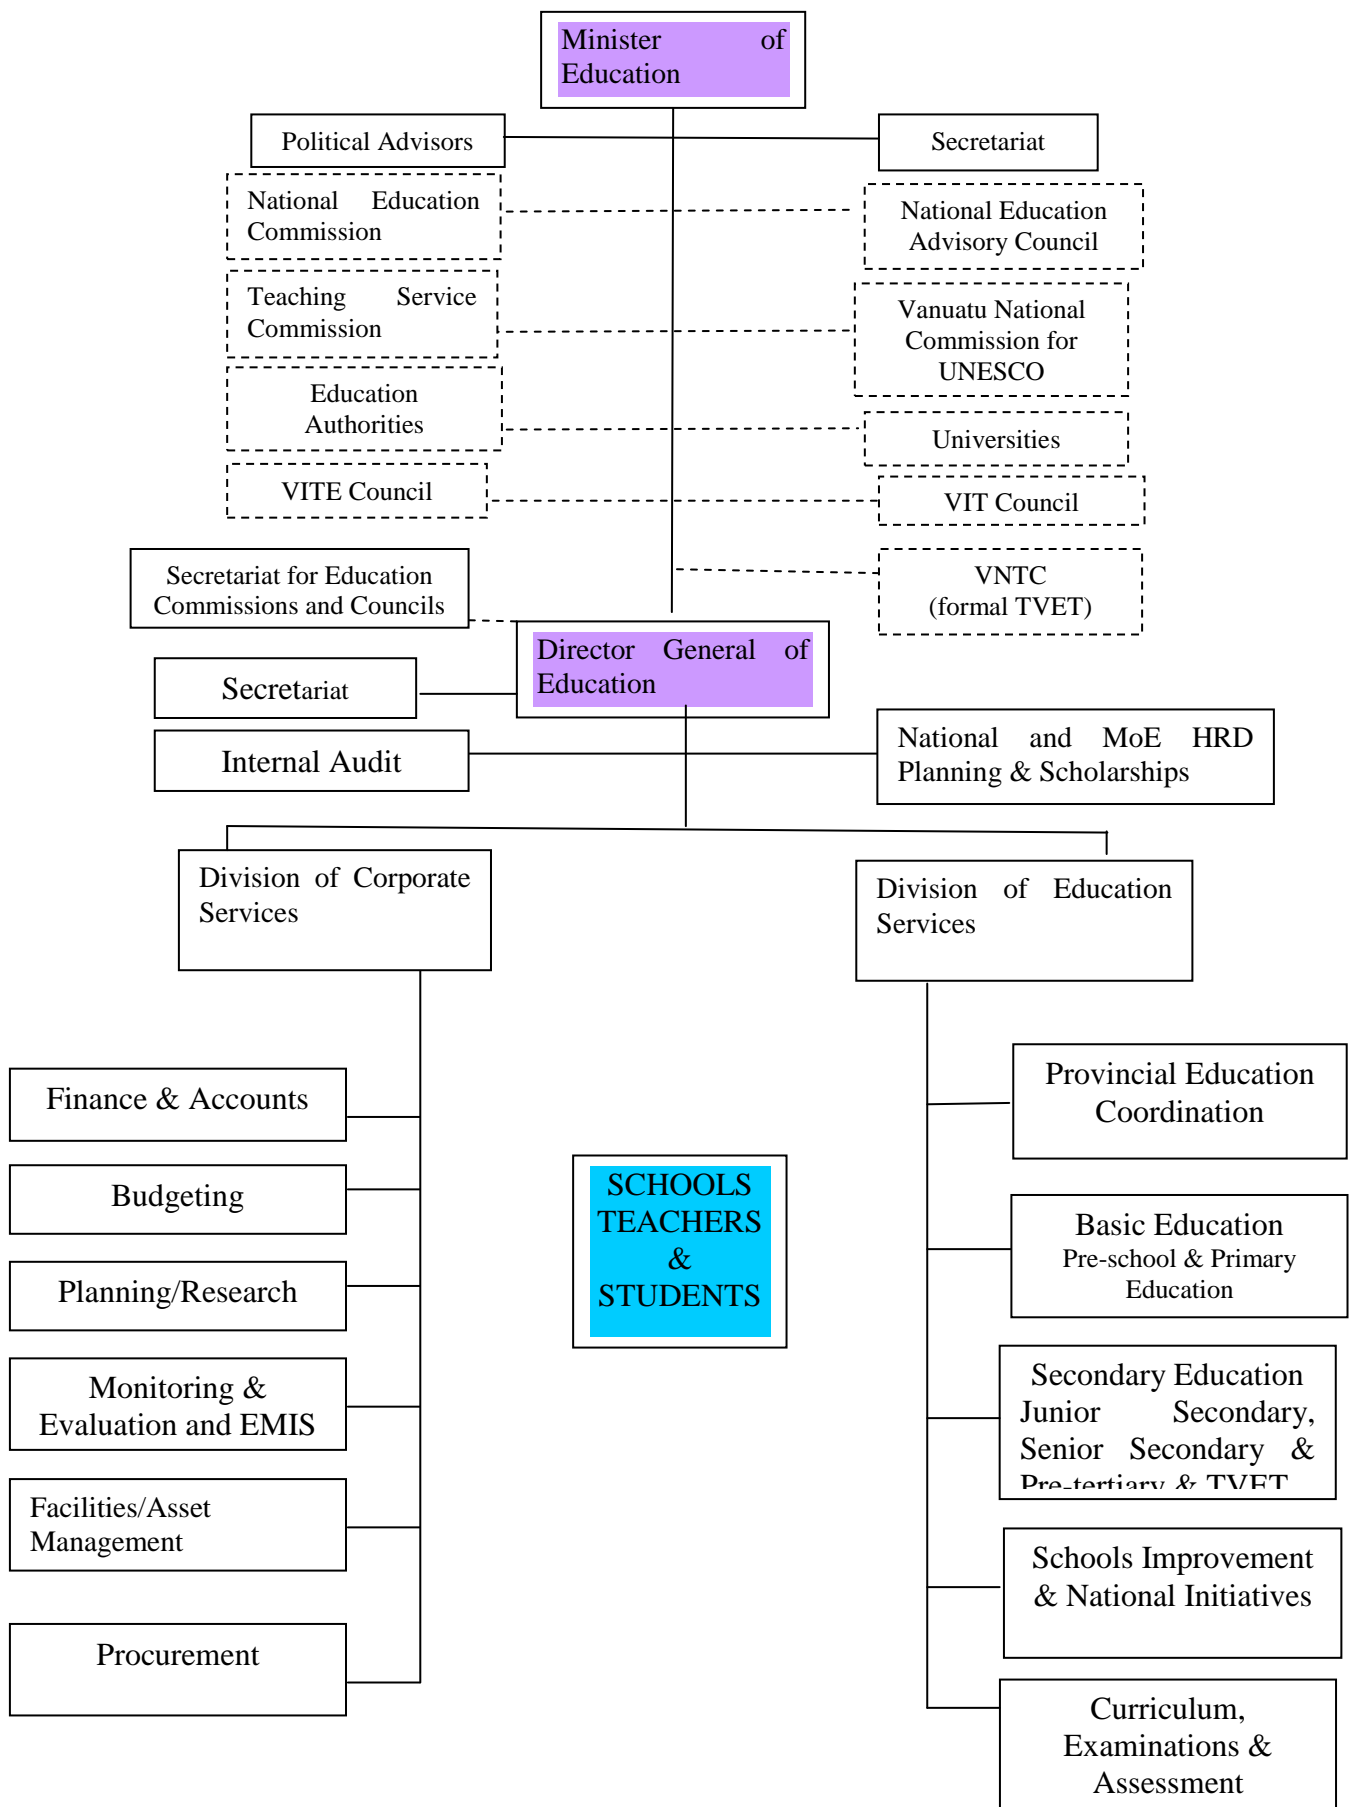 Minister of
Education
Political Advisors
Secretariat
National Education
Commission
National Education
Advisory Council
Teaching Service
Commission
Vanuatu National
Commission for
UNESCO
Education
Authorities
Universities
VITE Council
VIT Council
Secretariat for Education
Commissions and Councils
VNTC
(formal TVET)
Director General of
Education
Secretariat
Internal Audit
National and MoE HRD
Planning & Scholarships
Division of Corporate
Services
Division of Education
Services
Finance & Accounts
Budgeting
Planning/Research
Monitoring &
Evaluation and EMIS
Facilities/Asset
Management
Procurement
SCHOOLS
TEACHERS
&
STUDENTS
Provincial Education
Coordination
Basic Education
Pre-school & Primary
Education
Secondary Education
Junior Secondary,
Senior Secondary &
Pre-tertiary & TVET
Schools Improvement
& National Initiatives
Curriculum,
Examinations &
Assessment